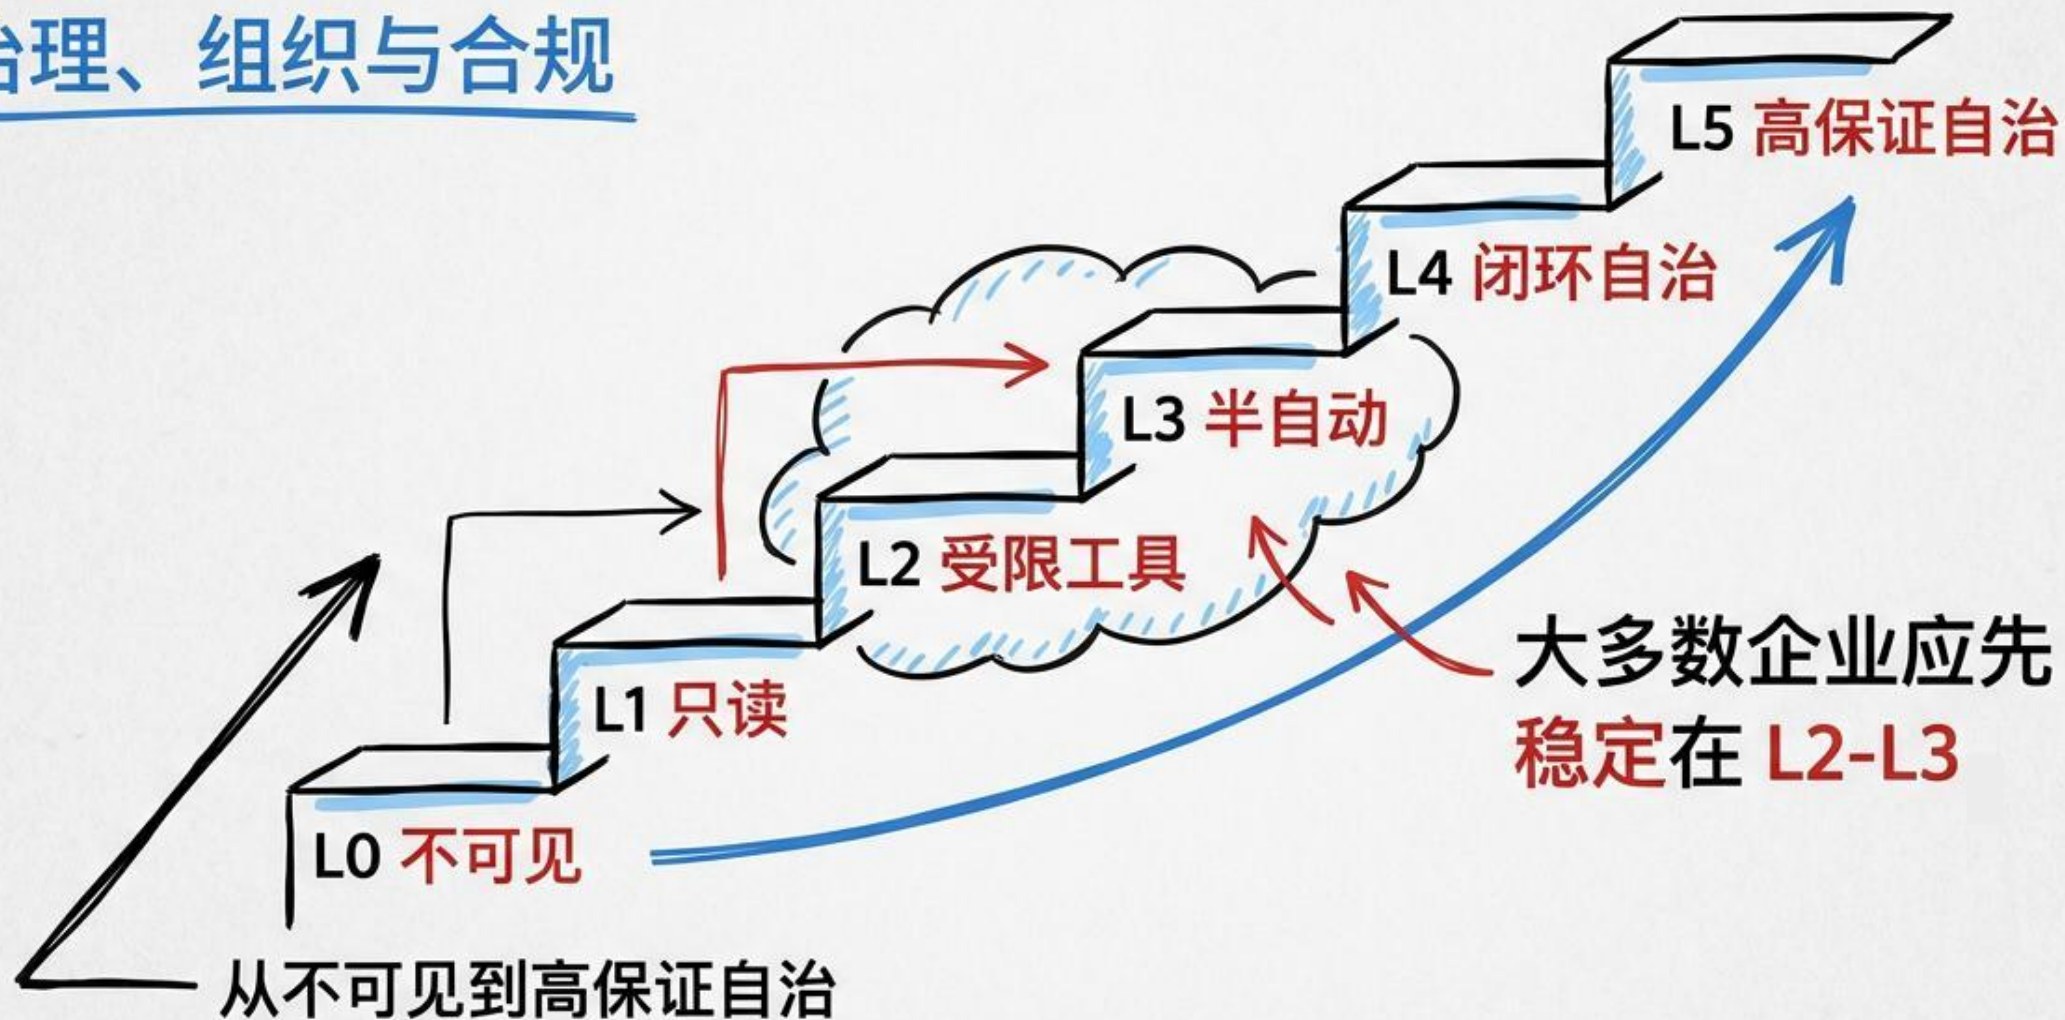 治理、组织与合规
L5 高保证自治
L4 闭环自治
L3 半自动
L2 受限工具
L1 只读
L0 不可见
大多数企业应先
稳定在 L2-L3
从不可见到高保证自治